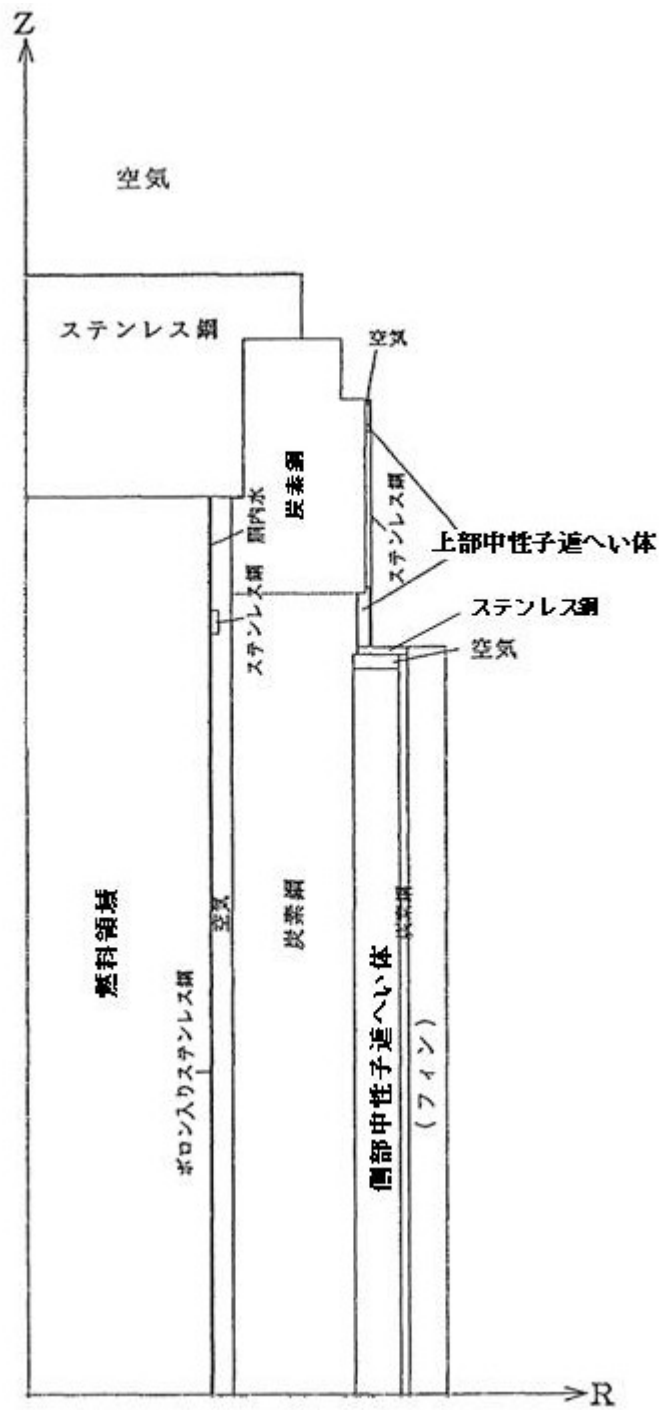 Z
空気
ステンレス鋼
空気
炭素鋼
胴内水
ステンレス鋼
ステンレス鋼
上部中性子遮へい体
ステンレス鋼
空気
燃料領域
空気
炭素鋼
炭素鋼
側部中性子遮へい体
(フィン)
ボロン入りステンレス鋼
R